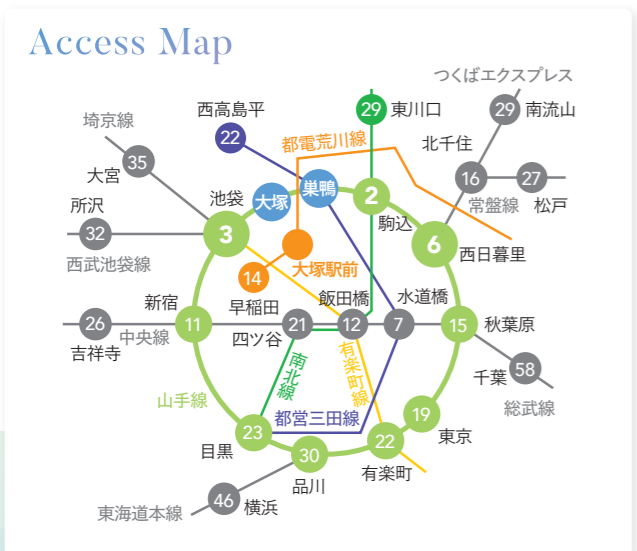 Access Map
つくばエクスプレス
西高島平
22
29
東川口
29
南流山
埼京線
都電荒川線
北千住
35
大宮
池袋
大塚
巣鴨
2
16
27
駒込
常盤線
松戸
所沢
32
3
6
西日暮里
西武池袋線
大塚駅前
14
早稲田
飯田橋
水道橋
新宿
26
中央線
11
21
12
7
15
秋葉原
吉祥寺
四ツ谷
千葉
58
南北線
有楽町線
総武線
山手線
都営三田線
19
東京
23
目黒
22
有楽町
30
品川
46
横浜
東海道本線